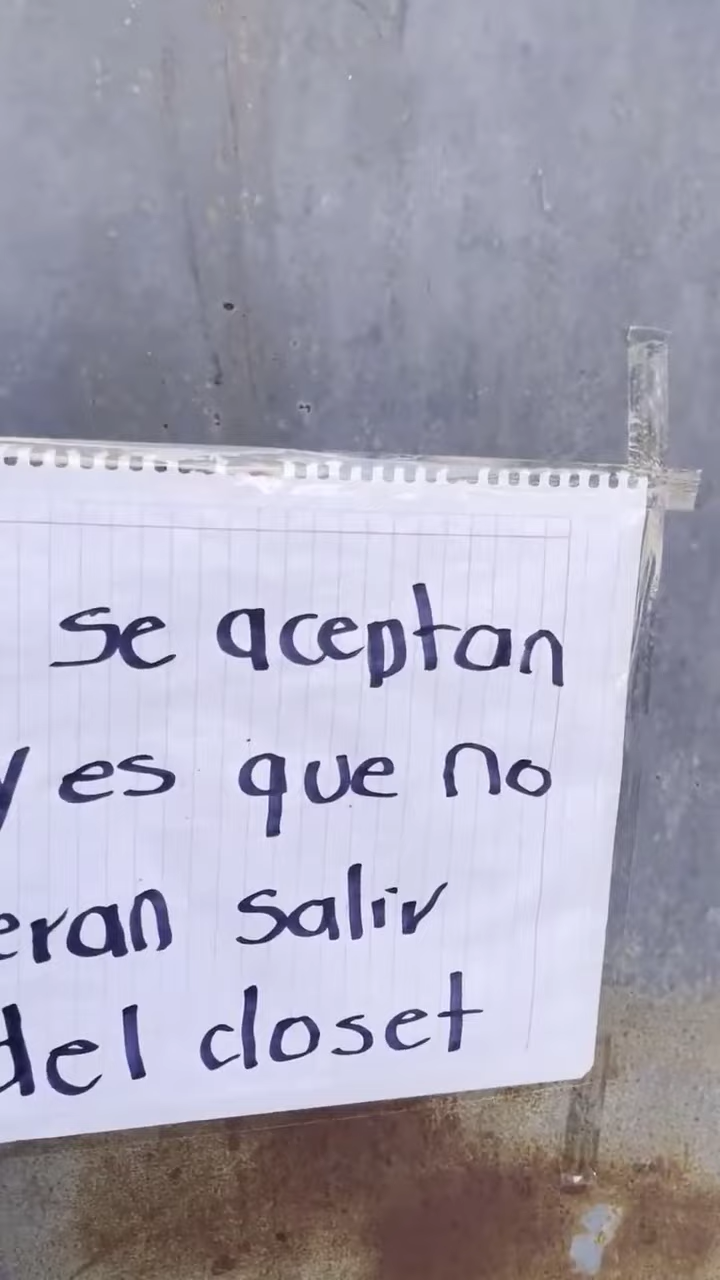 se aceptan
y es que no
eran salir
del closet